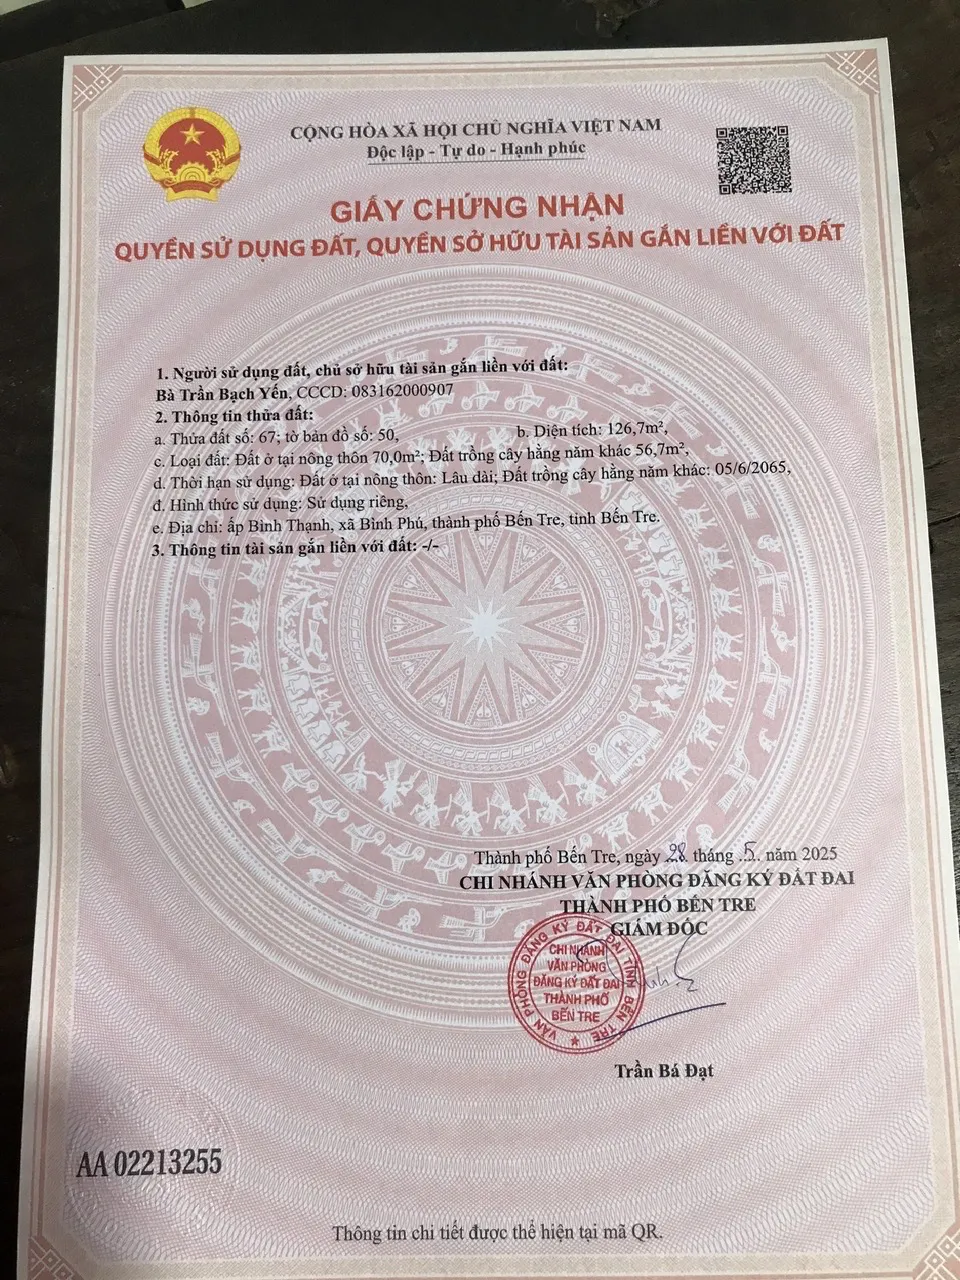 CỘNG HÒA XÃ HỘI CHỦ NGHĨA VIỆT NAM
Độc lập - Tự do - Hạnh phúc
GIẤY CHỨNG NHẬN
QUYỀN SỬ DỤNG ĐẤT, QUYỀN SỞ HỮU TÀI SẢN GẮN LIỀN VỚI ĐẤT
1. Người sử dụng đất, chủ sở hữu tài sản gắn liền với đất:
Bà Trần Bạch Yến, CCCD: 083162000907
2. Thông tin thửa đất:
a. Thửa đất số: 67; tờ bản đồ số: 50, b. Diện tích: 126,7m²,
c. Loại đất: Đất ở tại nông thôn 70,0m²; Đất trồng cây hằng năm khác 56,7m²,
d. Thời hạn sử dụng: Đất ở tại nông thôn: Lâu dài; Đất trồng cây hằng năm khác: 05/6/2065,
đ. Hình thức sử dụng: Sử dụng riêng,
e. Địa chỉ: ấp Bình Thạnh, xã Bình Phú, thành phố Bến Tre, tỉnh Bến Tre.
3. Thông tin tài sản gắn liền với đất: -/-
Thành phố Bến Tre, ngày 28 tháng .5. năm 2025
CHI NHÁNH VĂN PHÒNG ĐĂNG KÝ ĐẤT ĐAI
THÀNH PHỐ BẾN TRE
GIÁM ĐỐC
VĂN PHÒNG ĐĂNG KÝ ĐẤT ĐAI TỈNH BẾN TRE
CHI NHÁNH
VĂN PHÒNG
ĐĂNG KÝ ĐẤT ĐAI
THÀNH PHỐ
BẾN TRE
Trần Bá Đạt
AA 02213255
Thông tin chi tiết được thể hiện tại mã QR.